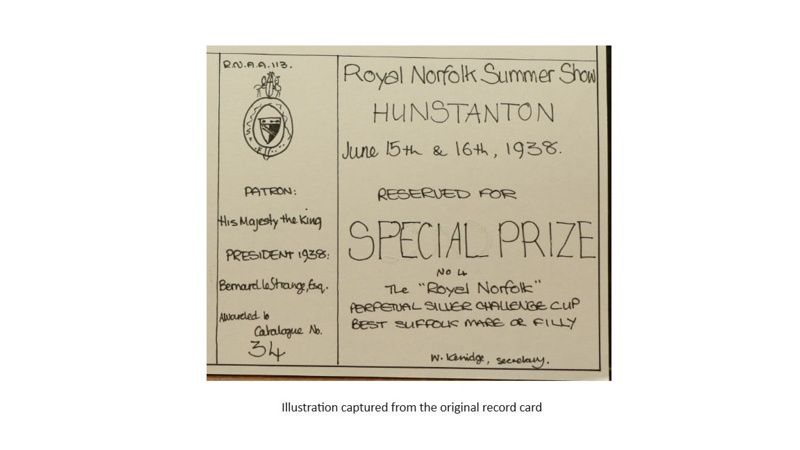 R.N.A.A.113.
PATRON:
His Majesty the King
PRESIDENT 1938:
Bernard le Strange, Esq.
Awarded to
Catalogue No.
34
Royal Norfolk Summer Show
HUNSTANTON
June 15th & 16th, 1938.
RESERVED FOR
SPECIAL PRIZE
No 4
The "Royal Norfolk"
PERPETUAL SILVER CHALLENGE CUP
BEST SUFFOLK MARE OR FILLY
W. Kenidge, secretary.
Illustration captured from the original record card